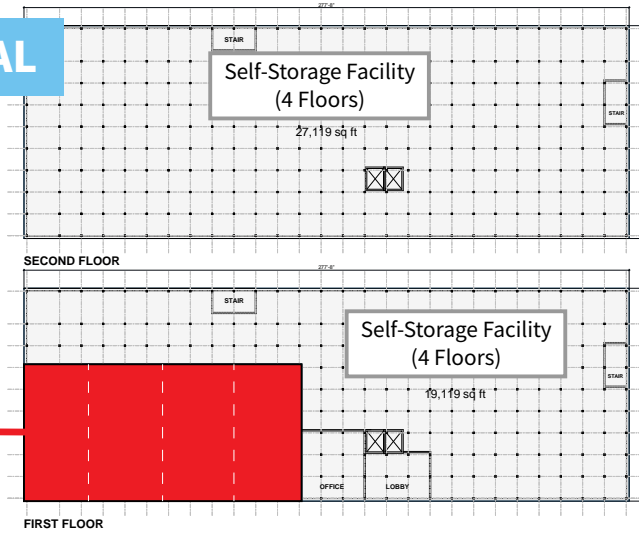 277'-8"
AL
STAIR
Self-Storage Facility
(4 Floors)
27,119 sq ft
STAIR
SECOND FLOOR
277'-8"
STAIR
Self-Storage Facility
(4 Floors)
STAIR
19,119 sq ft
OFFICE
LOBBY
FIRST FLOOR